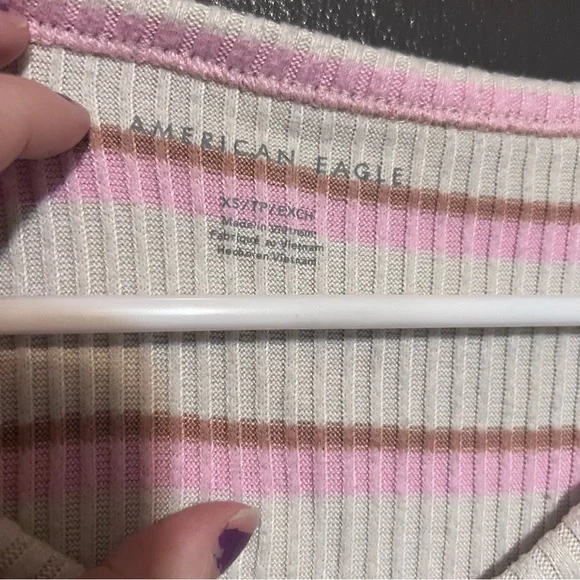 AMERICAN EAGLE
XS/TP/EXCH
Made in Vietnam
Fabriqué au Vietnam
Hecho en Vietnam